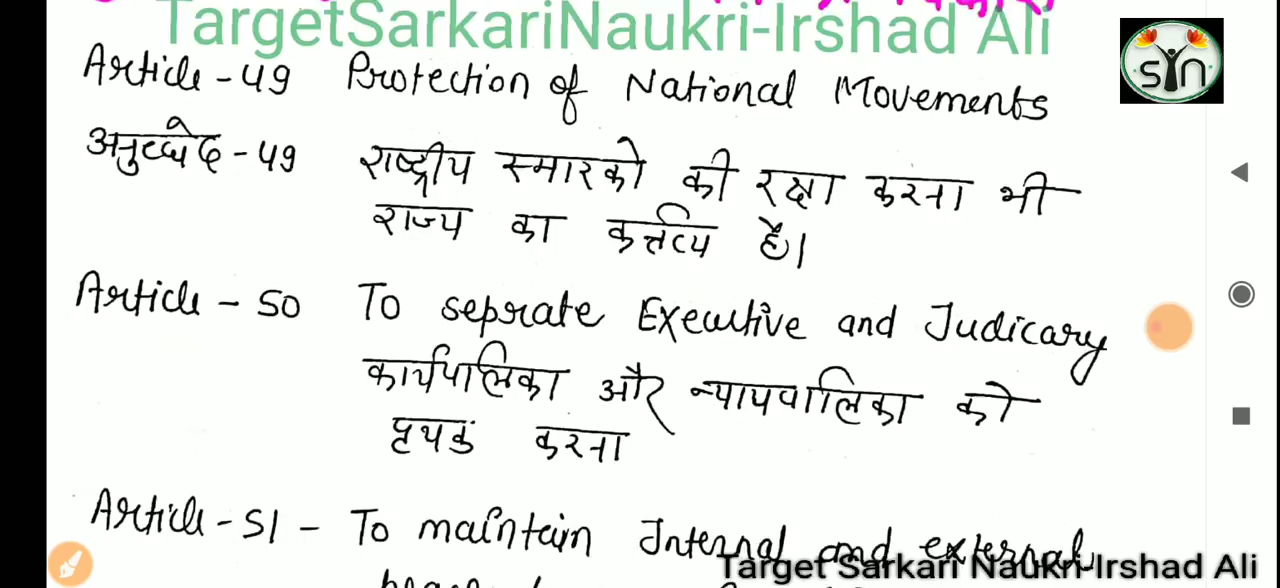 TargetSarkariNaukri-Irshad Ali
SYN
Article-49 Protection of National Movements
अनुच्छेद-49 राष्ट्रीय स्मारको की रक्षा करना भी
राज्य का कर्त्तव्य है।
Article-50 To seprate Executive and Judicary
कार्यपालिका और न्यायपालिका को
पृथक करना
Article-51- To maintain Internal and external
Target Sarkari Naukri-Irshad Ali